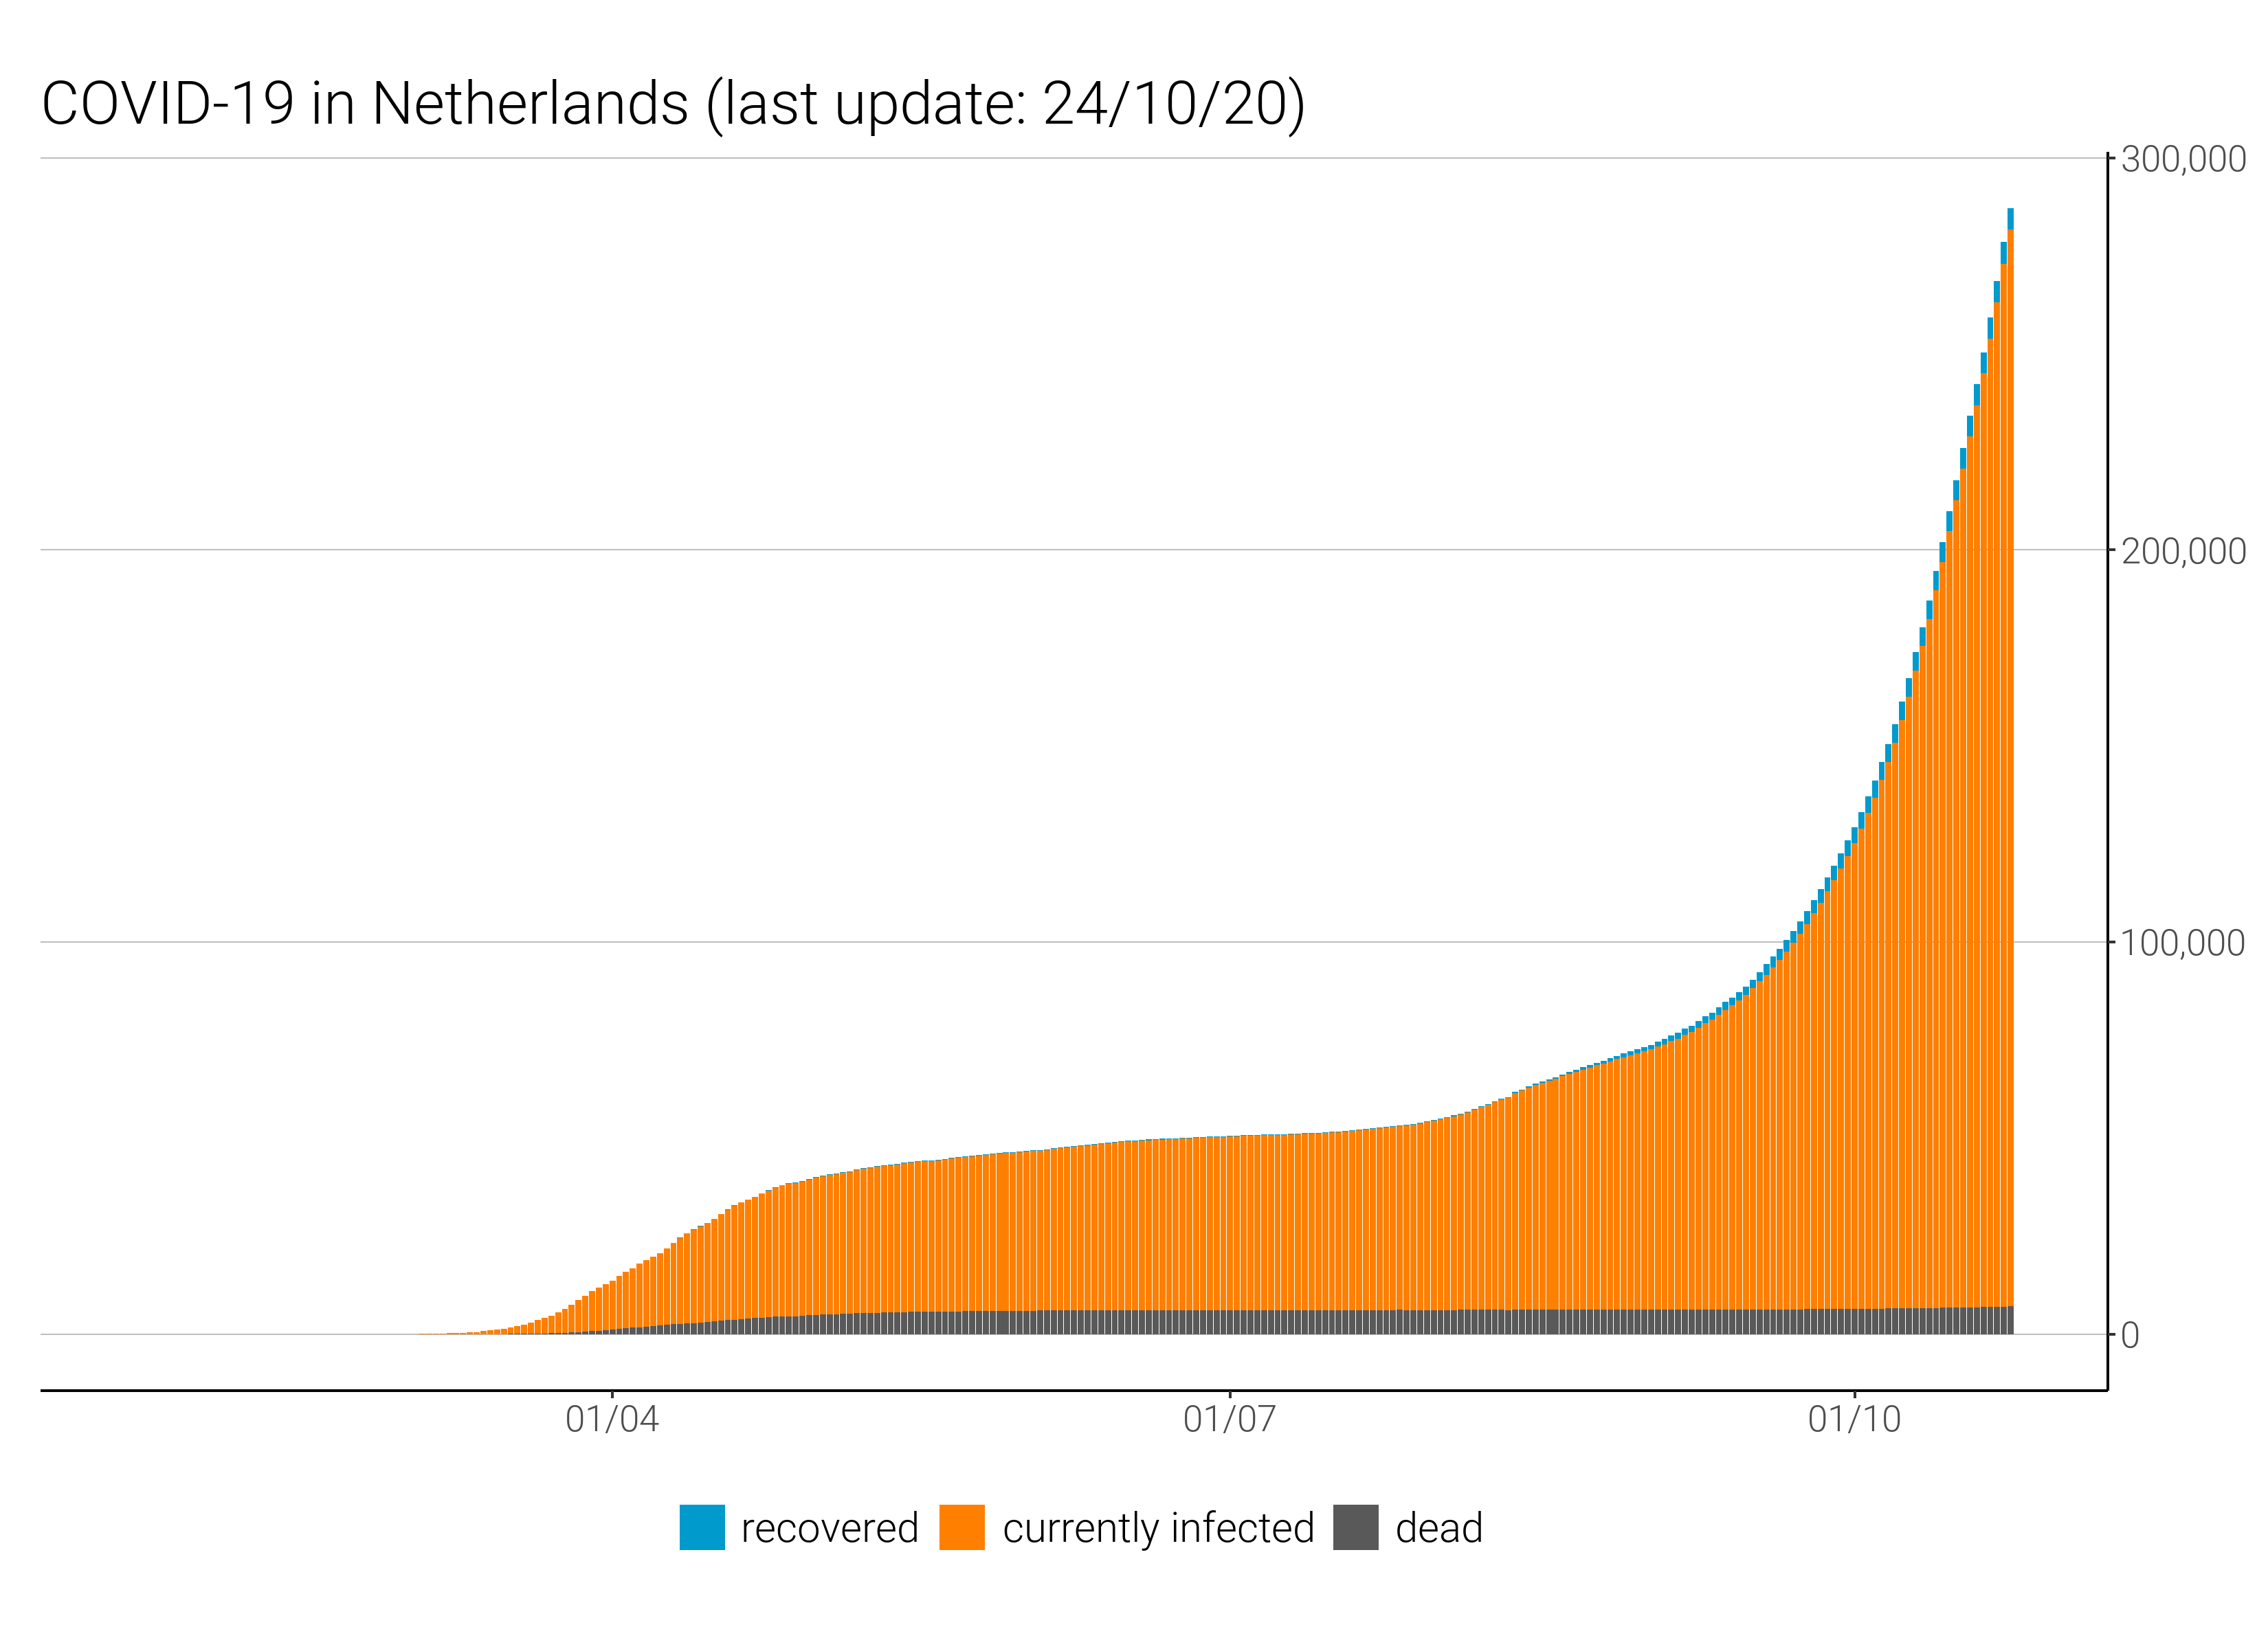 COVID-19 in Netherlands (last update: 24/10/20)
300,000
200,000
100,000
0
01/04 01/07 01/10
recovered currently infected dead